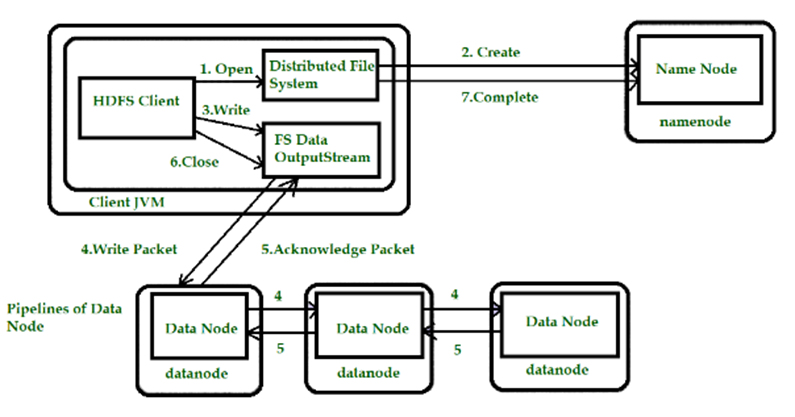 1. Open
Distributed File
System
2. Create
Name Node
HDFS Client
7.Complete
3.Write
namenode
FS Data
OutputStream
6.Close
Client JVM
4.Write Packet
5.Acknowledge Packet
Pipelines of Data
Node
4
4
Data Node
Data Node
Data Node
5
5
datanode
datanode
datanode